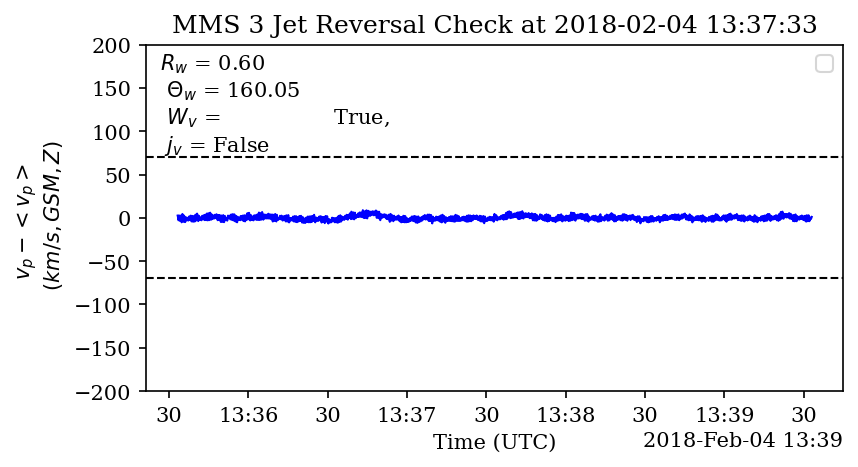 MMS 3 Jet Reversal Check at 2018-02-04 13:37:33
200
150
100
50
0
−50
−100
−150
−200
v_p − < v_p >
(km/s, GSM, Z)
R_w = 0.60
Θ_w = 160.05
W_v = True,
j_v = False
30 13:36 30 13:37 30 13:38 30 13:39 30
Time (UTC)
2018-Feb-04 13:39